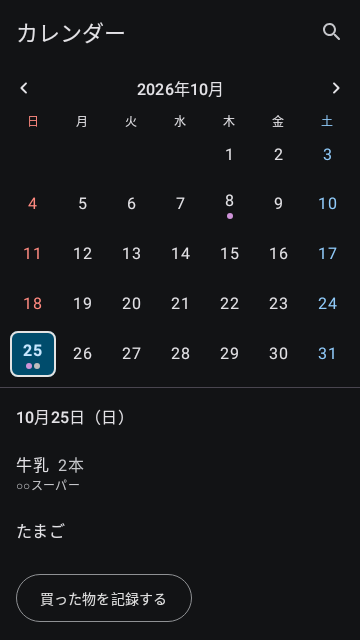 カレンダー
2026年10月
日 月 火 水 木 金 土
1 2 3
4 5 6 7 8 9 10
11 12 13 14 15 16 17
18 19 20 21 22 23 24
25 26 27 28 29 30 31
10月25日（日）
牛乳 2本
○○スーパー
たまご
買った物を記録する